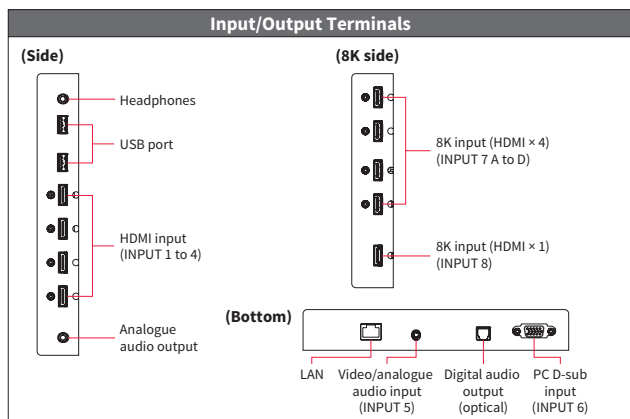 Input/Output Terminals
(Side)
Headphones
USB port
HDMI input
(INPUT 1 to 4)
Analogue
audio output
(8K side)
8K input (HDMI × 4)
(INPUT 7 A to D)
8K input (HDMI × 1)
(INPUT 8)
(Bottom)
LAN
Video/analogue
audio input
(INPUT 5)
Digital audio
output
(optical)
PC D-sub
input
(INPUT 6)